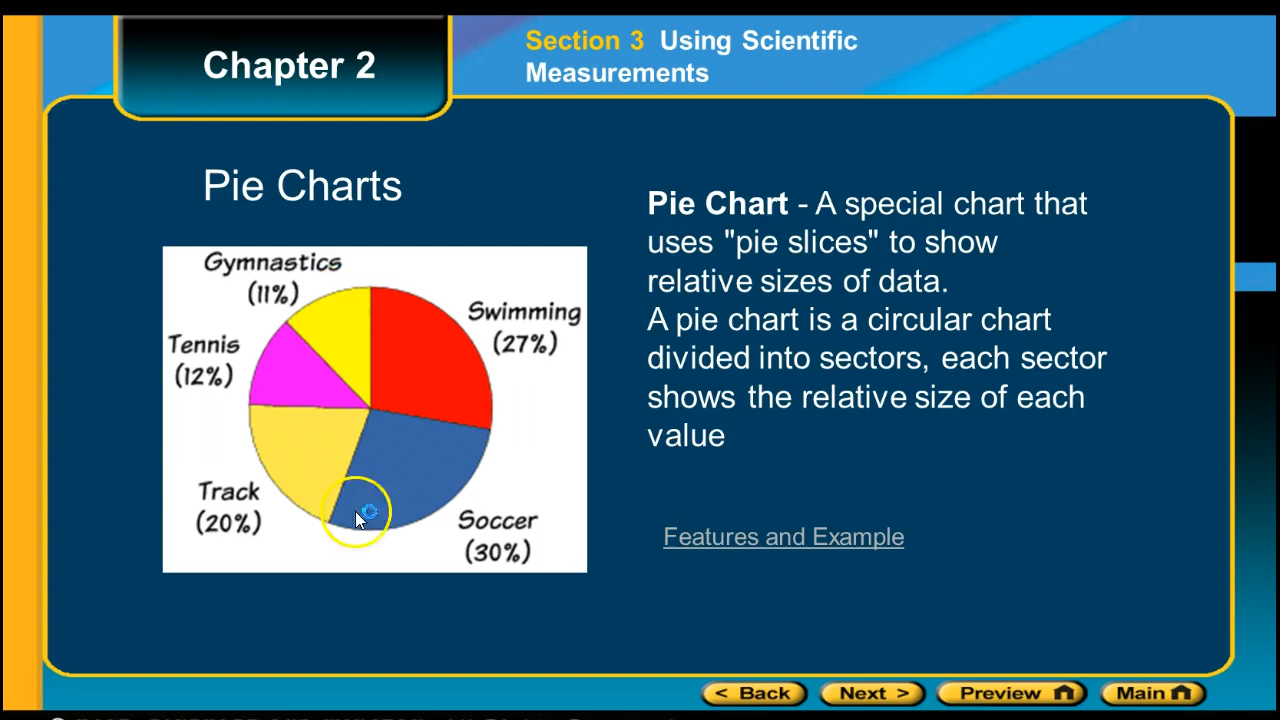 Chapter 2
Section 3 Using Scientific
Measurements
Pie Charts
Gymnastics
(11%)
Swimming
(27%)
Tennis
(12%)
Track
(20%)
Soccer
(30%)
Pie Chart - A special chart that
uses "pie slices" to show
relative sizes of data.
A pie chart is a circular chart
divided into sectors, each sector
shows the relative size of each
value
Features and Example
< Back
Next >
Preview
Main